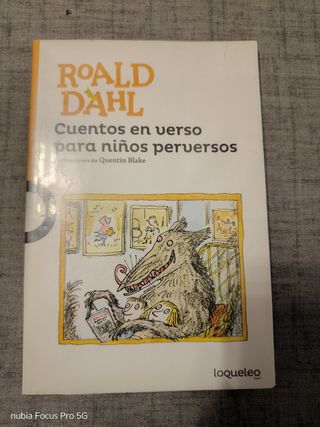 ROALD
DAHL
Cuentos en verso
para niños perversos
de Quentin Blake
loqueleo
nubia Focus Pro 5G